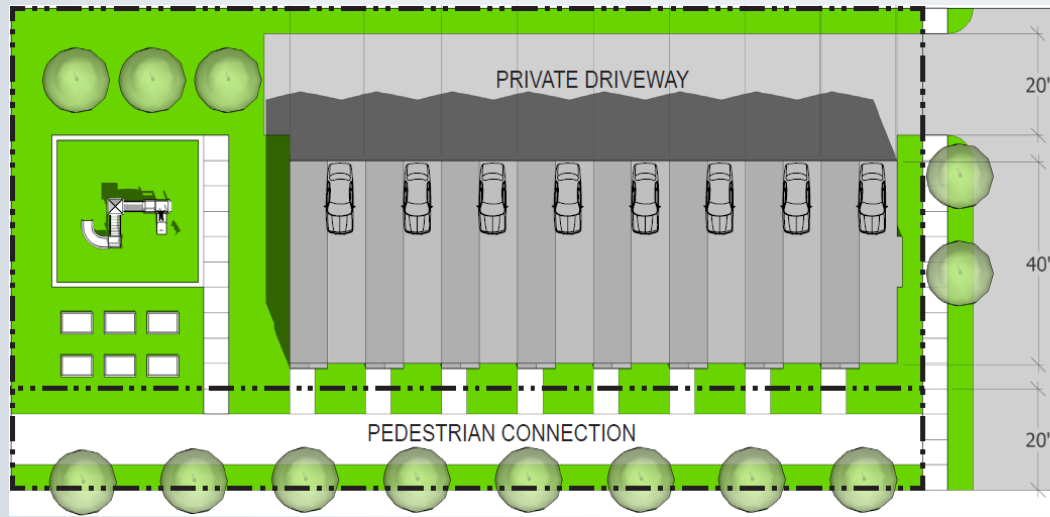 PRIVATE DRIVEWAY
20'
40'
PEDESTRIAN CONNECTION
20'